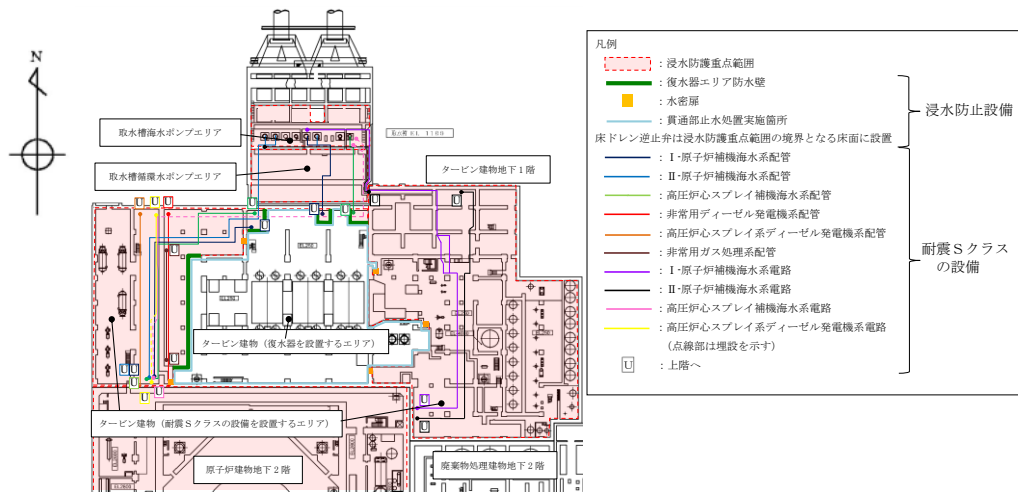 N
取水槽海水ポンプエリア
取水槽循環水ポンプエリア
タービン建物地下1階
タービン建物（復水器を設置するエリア）
タービン建物（耐震Sクラスの設備を設置するエリア）
原子炉建物地下2階
廃棄物処理建物地下2階
凡例
：浸水防護重点範囲
：復水器エリア防水壁
：水密扉
：貫通部止水処置実施箇所
床ドレン逆止弁は浸水防護重点範囲の境界となる床面に設置
：Ⅰ-原子炉補機海水系配管
：Ⅱ-原子炉補機海水系配管
：高圧炉心スプレイ補機海水系配管
：非常用ディーゼル発電機系配管
：高圧炉心スプレイ系ディーゼル発電機系配管
：非常用ガス処理系配管
：Ⅰ-原子炉補機海水系電路
：Ⅱ-原子炉補機海水系電路
：高圧炉心スプレイ補機海水系電路
：高圧炉心スプレイ系ディーゼル発電機系電路
（点線部は埋設を示す）
U ：上階へ
浸水防止設備
耐震Sクラス
の設備